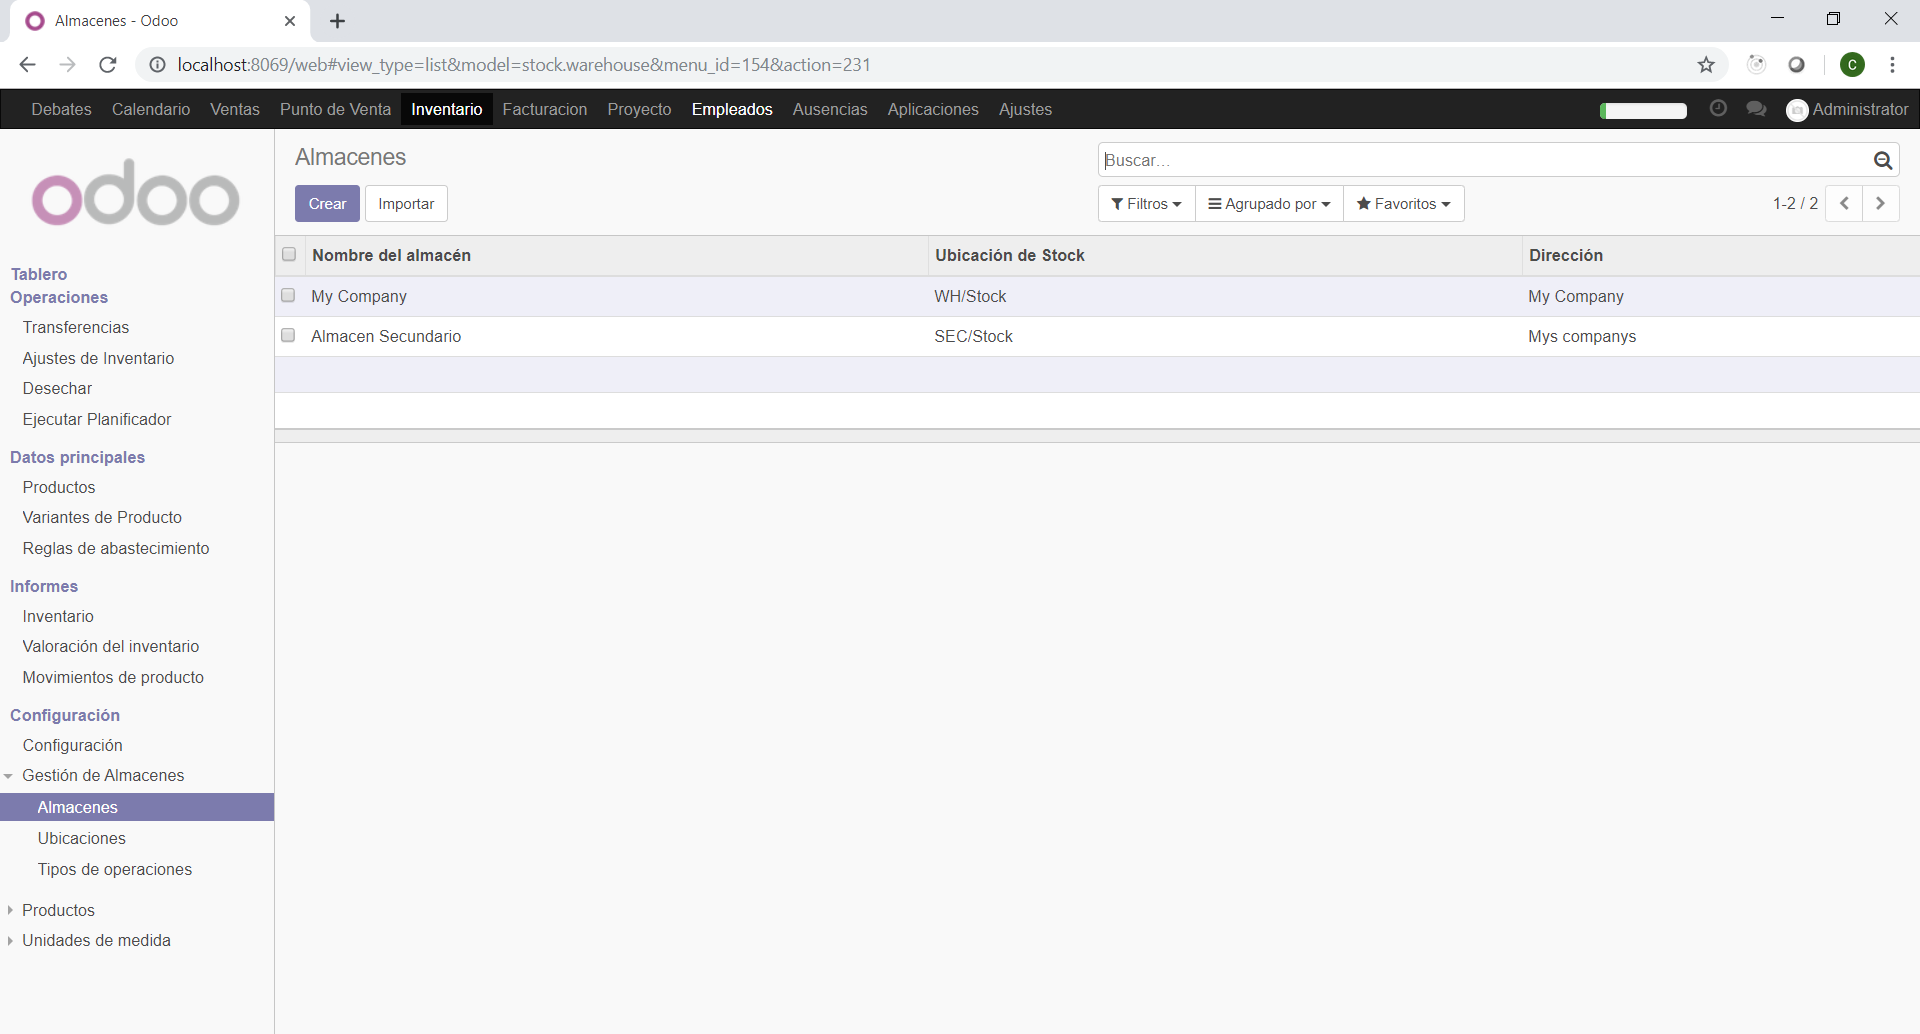 Almacenes - Odoo
localhost:8069/web#view_type=list&model=stock.warehouse&menu_id=154&action=231
C
Debates Calendario Ventas Punto de Venta Inventario Facturacion Proyecto Empleados Ausencias Aplicaciones Ajustes Administrator
odoo
Almacenes
Buscar...
Crear Importar
Filtros Agrupado por Favoritos 1-2 / 2
Nombre del almacén Ubicación de Stock Dirección
My Company WH/Stock My Company
Almacen Secundario SEC/Stock Mys companys
Tablero
Operaciones
Transferencias
Ajustes de Inventario
Desechar
Ejecutar Planificador
Datos principales
Productos
Variantes de Producto
Reglas de abastecimiento
Informes
Inventario
Valoración del inventario
Movimientos de producto
Configuración
Configuración
Gestión de Almacenes
Almacenes
Ubicaciones
Tipos de operaciones
Productos
Unidades de medida